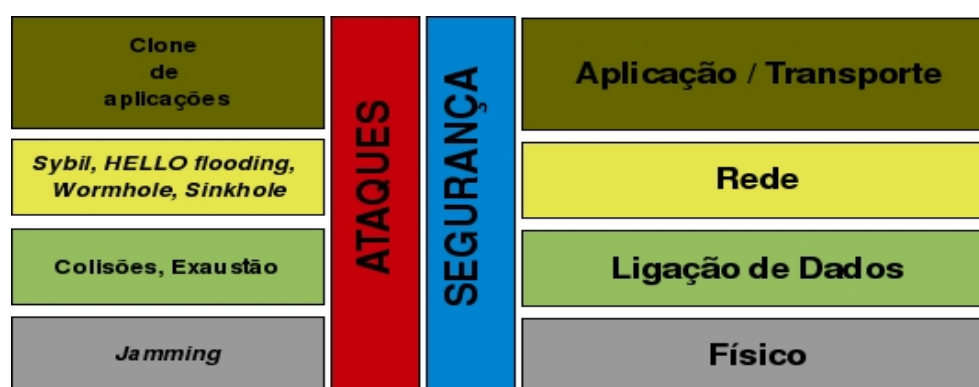 Clone
de
aplicações
Sybil, HELLO flooding,
Wormhole, Sinkhole
Colisões, Exaustão
Jamming
ATAQUES
SEGURANÇA
Aplicação / Transporte
Rede
Ligação de Dados
Físico